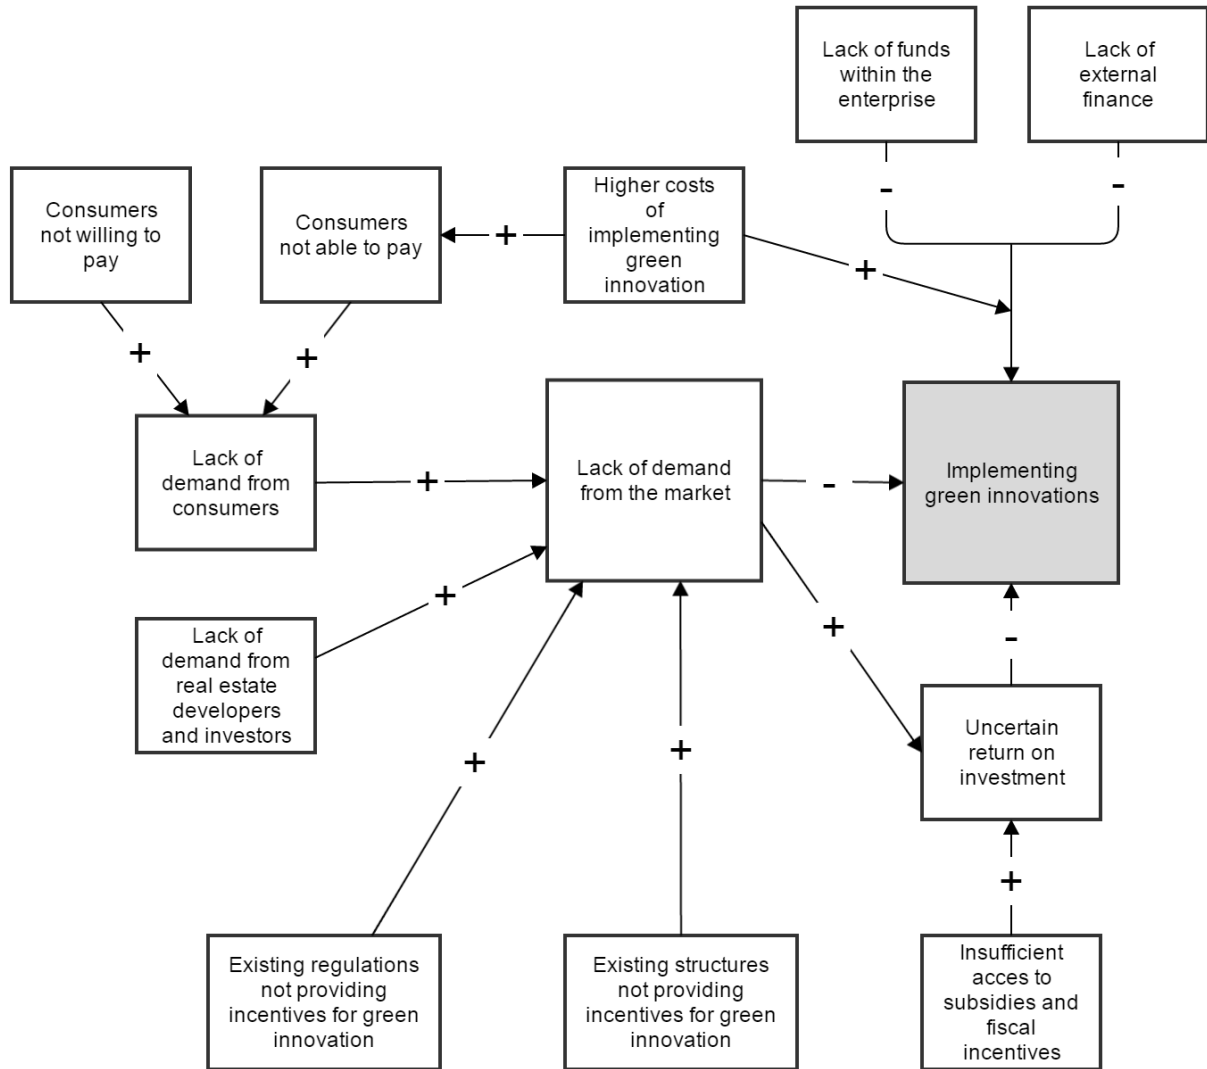 Lack of funds
within the
enterprise
Lack of
external
finance
-
-
Consumers
not willing to
pay
Consumers
not able to pay
+
Higher costs
of
implementing
green
innovation
+
+
+
Lack of
demand from
consumers
+
Lack of demand
from the market
-
Implementing
green innovations
Lack of
demand from
real estate
developers
and investors
+
+
-
+
+
Uncertain
return on
investment
+
Existing regulations
not providing
incentives for green
innovation
Existing structures
not providing
incentives for green
innovation
Insufficient
acces to
subsidies and
fiscal
incentives